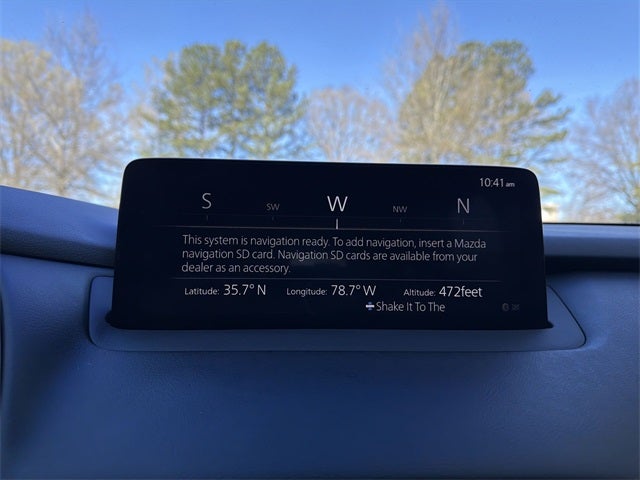 10:41 am
S SW W NW N
This system is navigation ready. To add navigation, insert a Mazda
navigation SD card. Navigation SD cards are available from your
dealer as an accessory.
Latitude: 35.7° N Longitude: 78.7° W Altitude: 472feet
Shake It To The